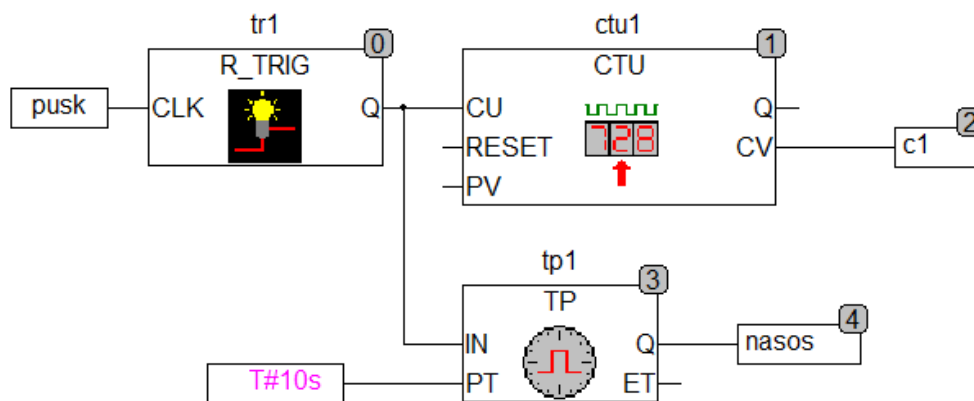 tr1
0
R_TRIG
pusk
CLK
Q
ctu1
1
CTU
CU
Q
RESET
728
CV
PV
2
c1
tp1
3
TP
IN
Q
4
nasos
T#10s
PT
ET